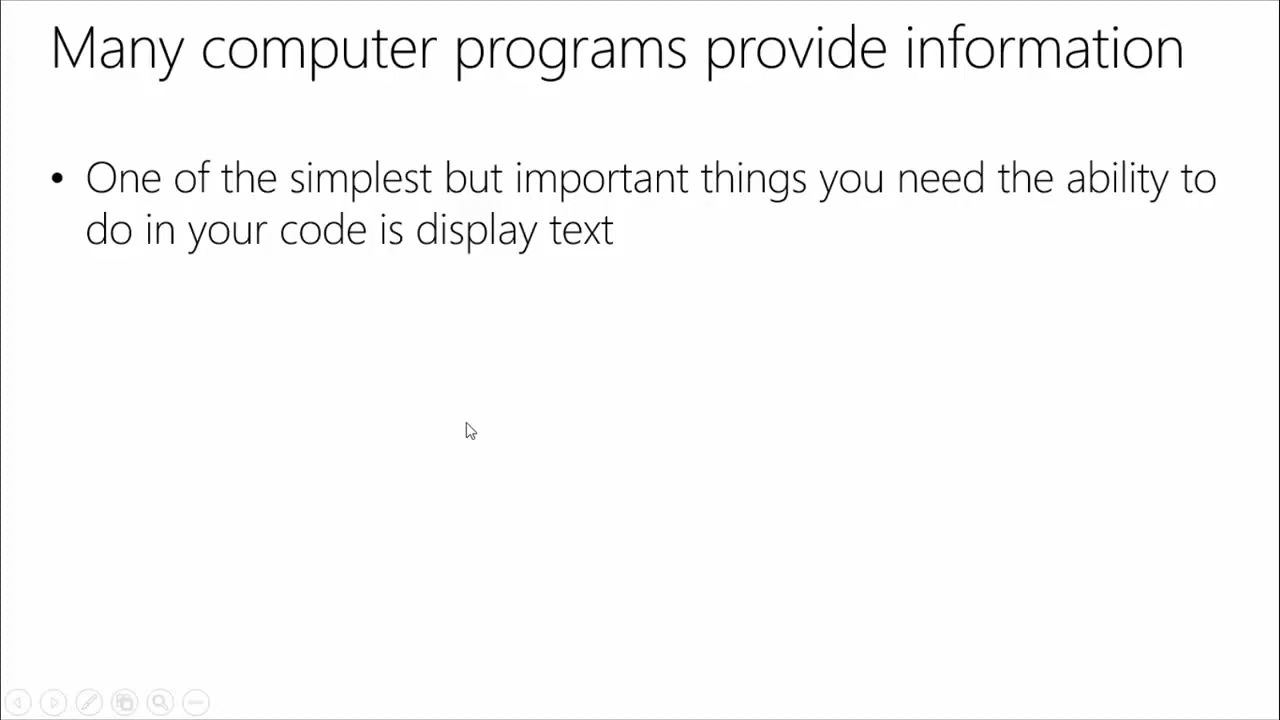 Many computer programs provide information
• One of the simplest but important things you need the ability to
do in your code is display text